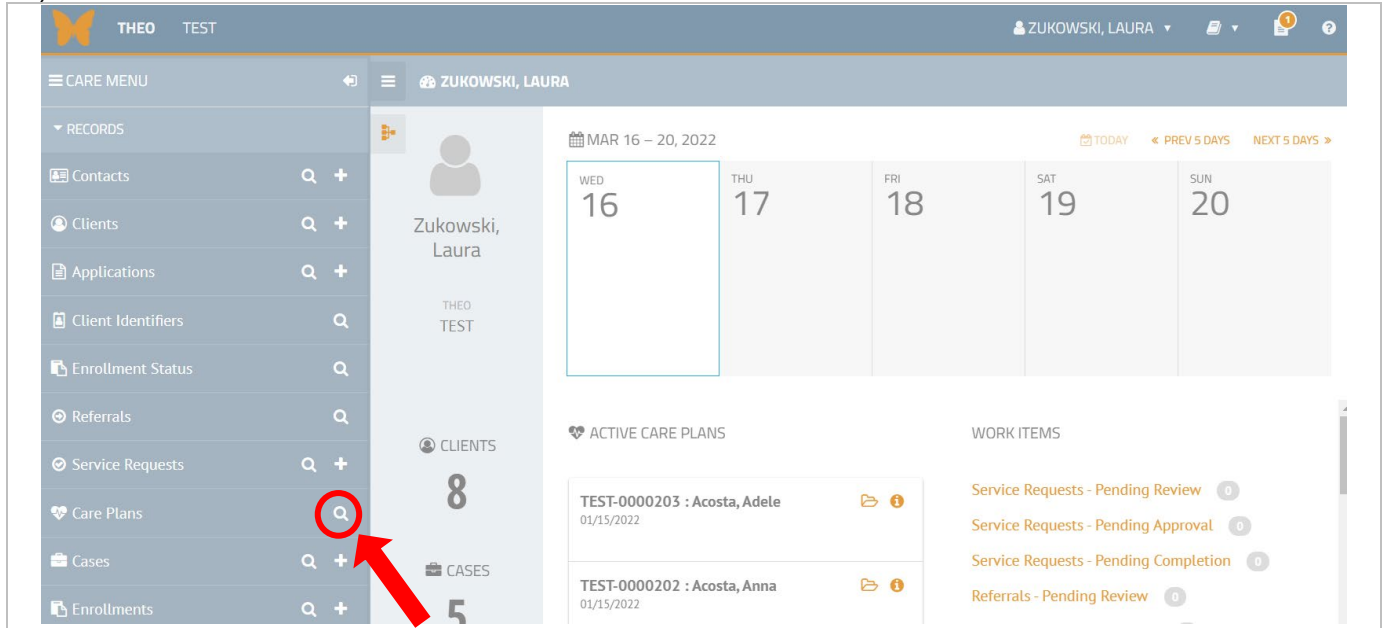 THEO TEST
ZUKOWSKI, LAURA
1
CARE MENU
ZUKOWSKI, LAURA
RECORDS
Contacts
Clients
Applications
Client Identifiers
Enrollment Status
Referrals
Service Requests
Care Plans
Cases
Enrollments
Zukowski,
Laura
THEO
TEST
CLIENTS
8
CASES
5
MAR 16 – 20, 2022
TODAY « PREV 5 DAYS NEXT 5 DAYS »
WED THU FRI SAT SUN
16 17 18 19 20
ACTIVE CARE PLANS
TEST-0000203 : Acosta, Adele
01/15/2022
TEST-0000202 : Acosta, Anna
01/15/2022
WORK ITEMS
Service Requests - Pending Review 0
Service Requests - Pending Approval 0
Service Requests - Pending Completion 0
Referrals - Pending Review 0